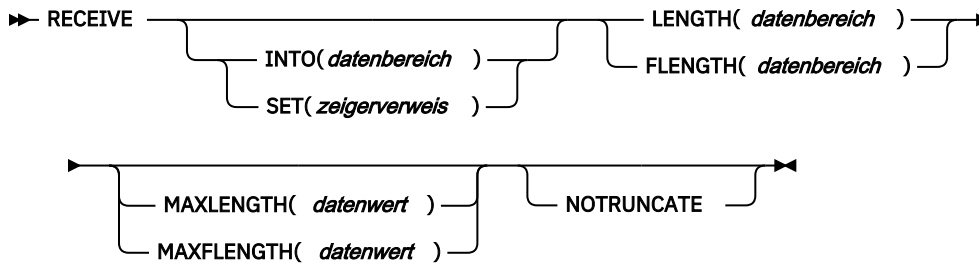 RECEIVE LENGTH( datenbereich )
INTO( datenbereich ) FLENGTH( datenbereich )
SET( zeigerverweis )
MAXLENGTH( datenwert ) NOTRUNCATE
MAXFLENGTH( datenwert )